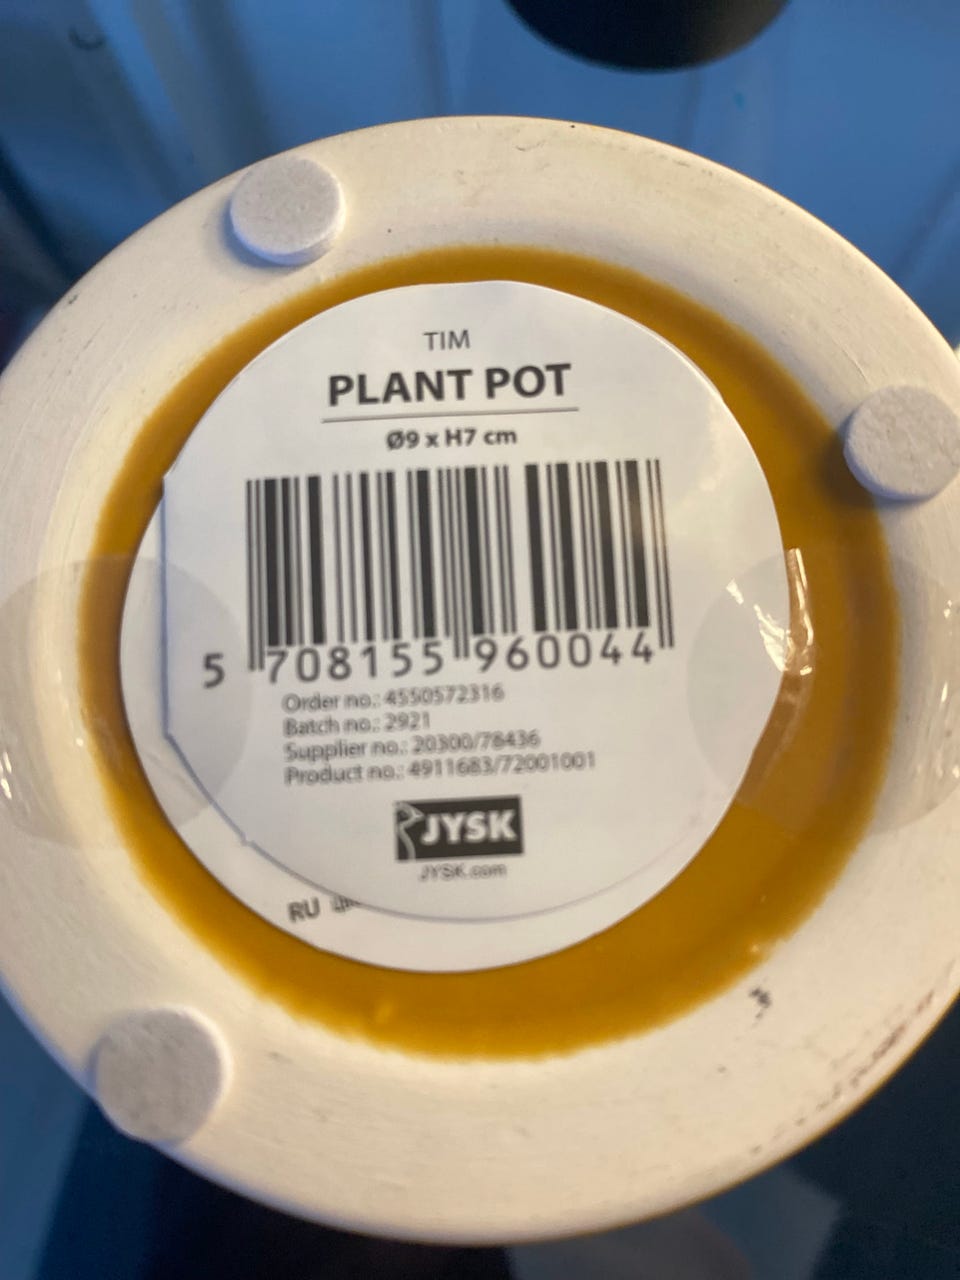 TIM
PLANT POT
Ø9 x H7 cm
5 708155 960044
Order no.: 4550572316
Batch no.: 2921
Supplier no.: 20300/78436
Product no.: 4911683/72001001
JYSK
JYSK.com
RU